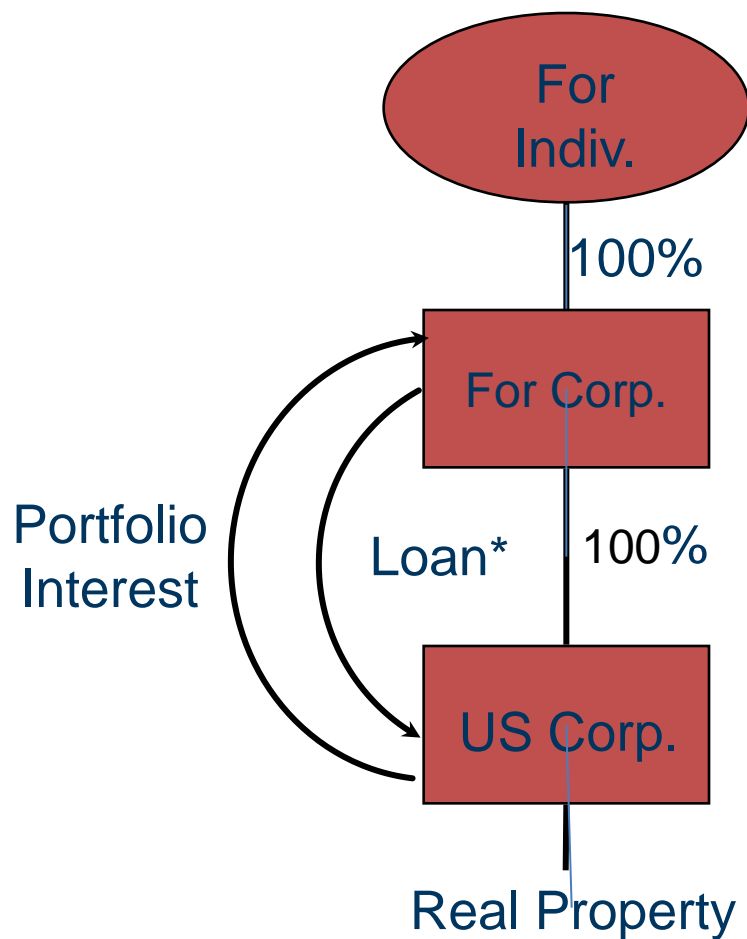 For
Indiv.
100%
For Corp.
Portfolio
Interest
Loan*
100%
US Corp.
Real Property